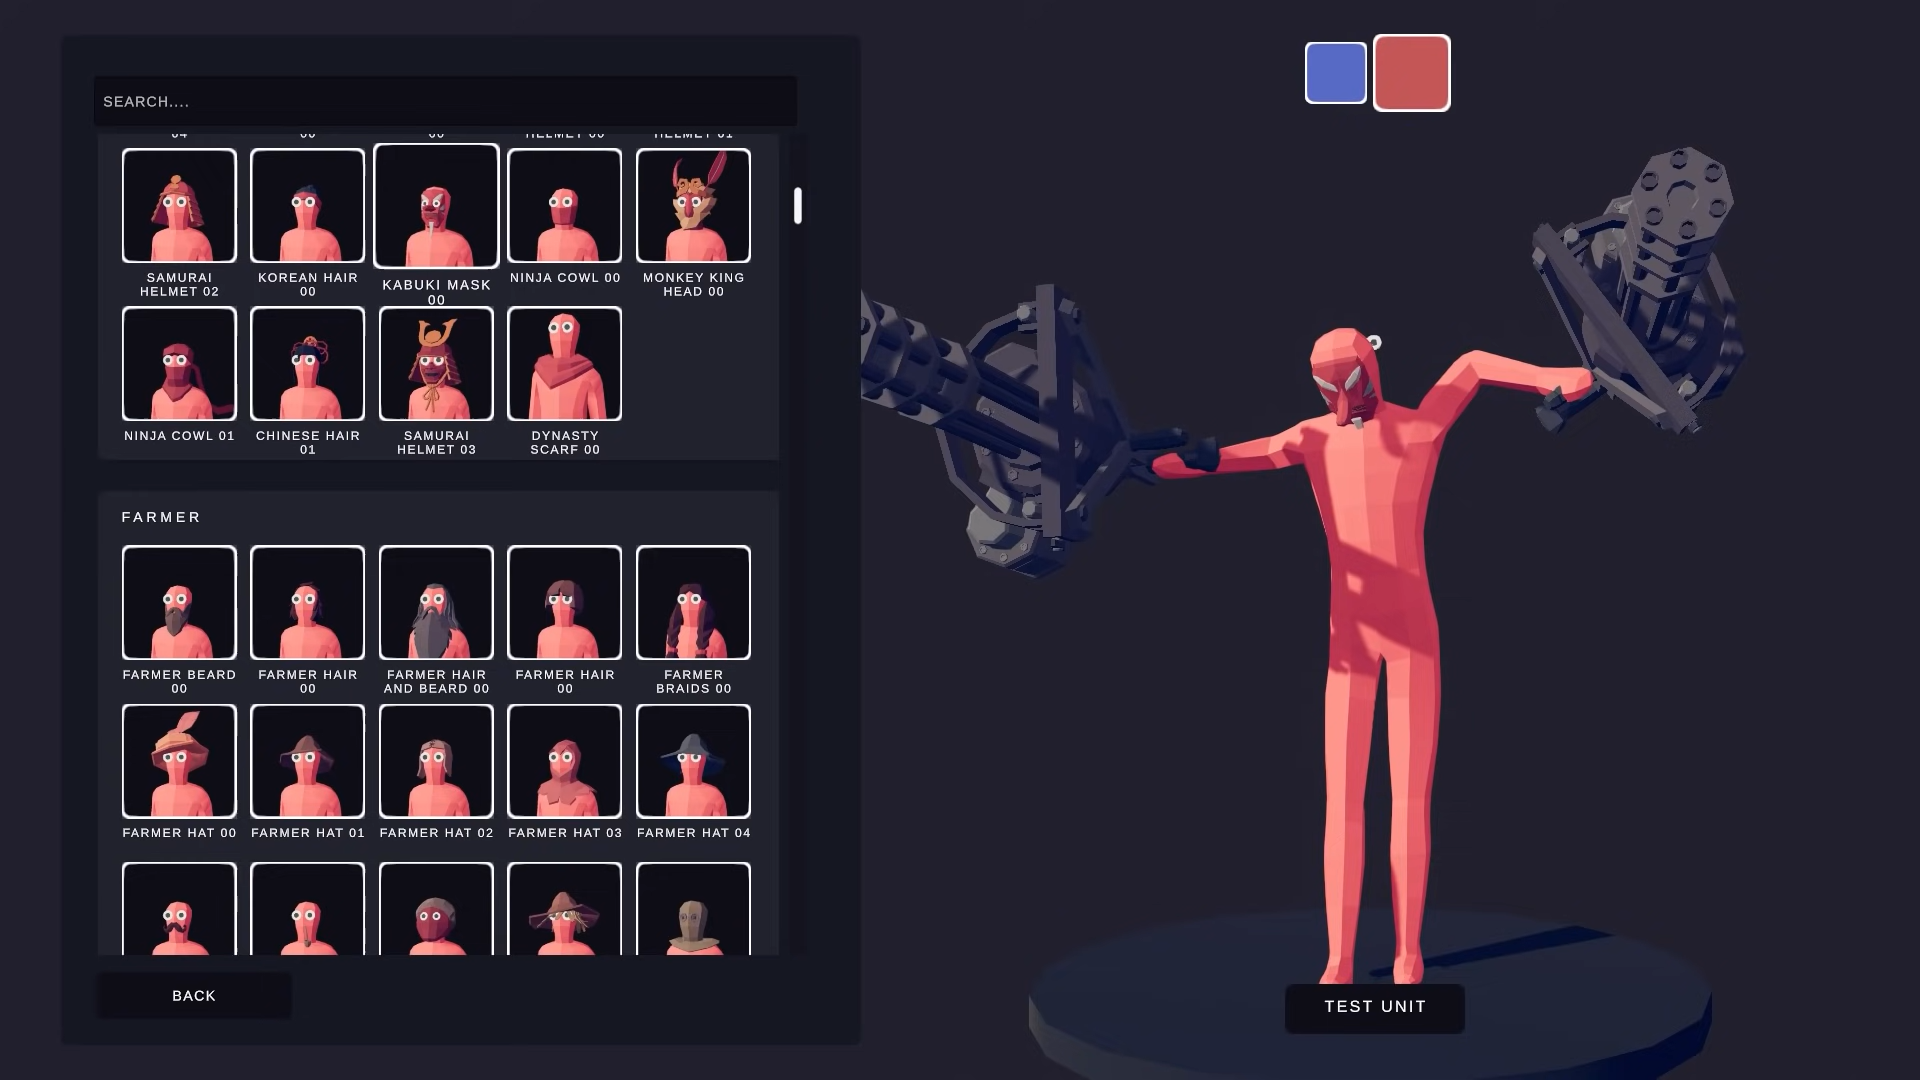 SEARCH....
SAMURAI
HELMET 02
KOREAN HAIR
00
KABUKI MASK
00
NINJA COWL 00
MONKEY KING
HEAD 00
NINJA COWL 01
CHINESE HAIR
01
SAMURAI
HELMET 03
DYNASTY
SCARF 00
FARMER
FARMER BEARD
00
FARMER HAIR
00
FARMER HAIR
AND BEARD 00
FARMER HAIR
00
FARMER
BRAIDS 00
FARMER HAT 00
FARMER HAT 01
FARMER HAT 02
FARMER HAT 03
FARMER HAT 04
BACK
TEST UNIT